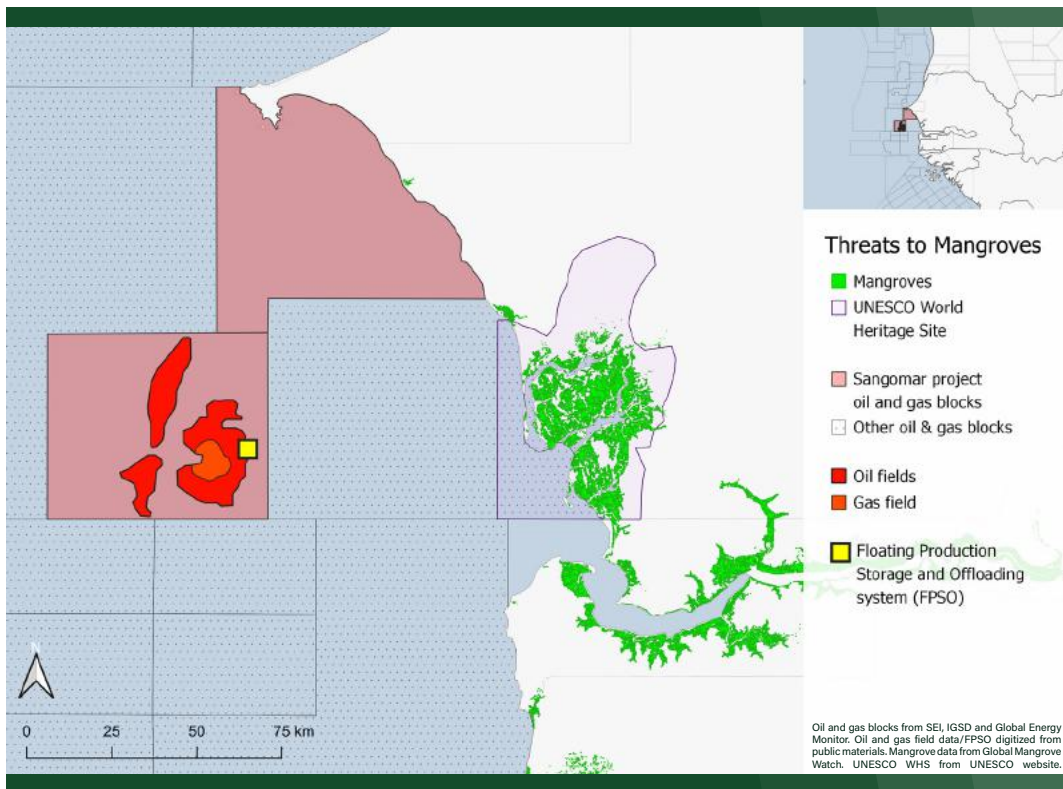 Threats to Mangroves
Mangroves
UNESCO World
Heritage Site
Sangomar project
oil and gas blocks
Other oil & gas blocks
Oil fields
Gas field
Floating Production
Storage and Offloading
system (FPSO)
0 25 50 75 km
Oil and gas blocks from SEI, IGSD and Global Energy
Monitor. Oil and gas field data/FPSO digitized from
public materials. Mangrove data from Global Mangrove
Watch. UNESCO WHS from UNESCO website.